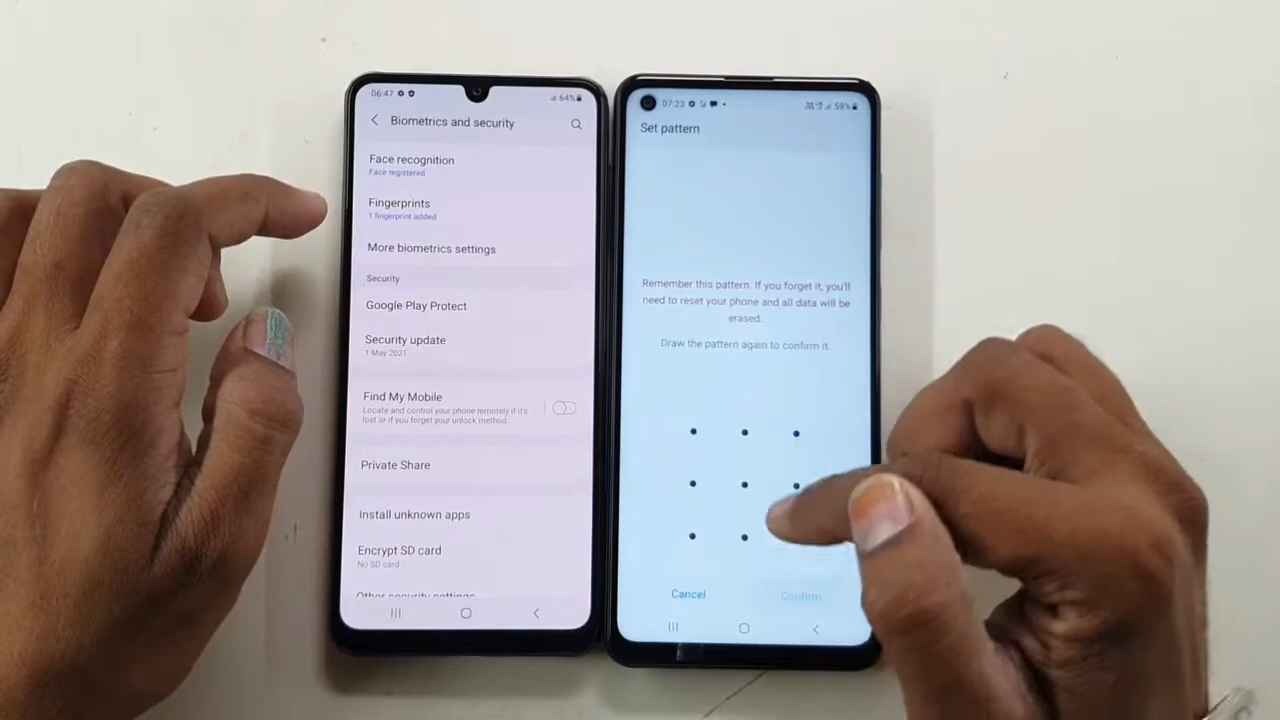 06:47
64%
Biometrics and security
Face recognition
Face registered
Fingerprints
1 fingerprint added
More biometrics settings
Security
Google Play Protect
Security update
1 May 2021
Find My Mobile
Locate and control your phone remotely if it's
lost or if you forget your unlock method.
Private Share
Install unknown apps
Encrypt SD card
No SD card
Other security settings
07:23
59%
Set pattern
Remember this pattern. If you forget it, you'll
need to reset your phone and all data will be
erased.
Draw the pattern again to confirm it.
Cancel
Confirm